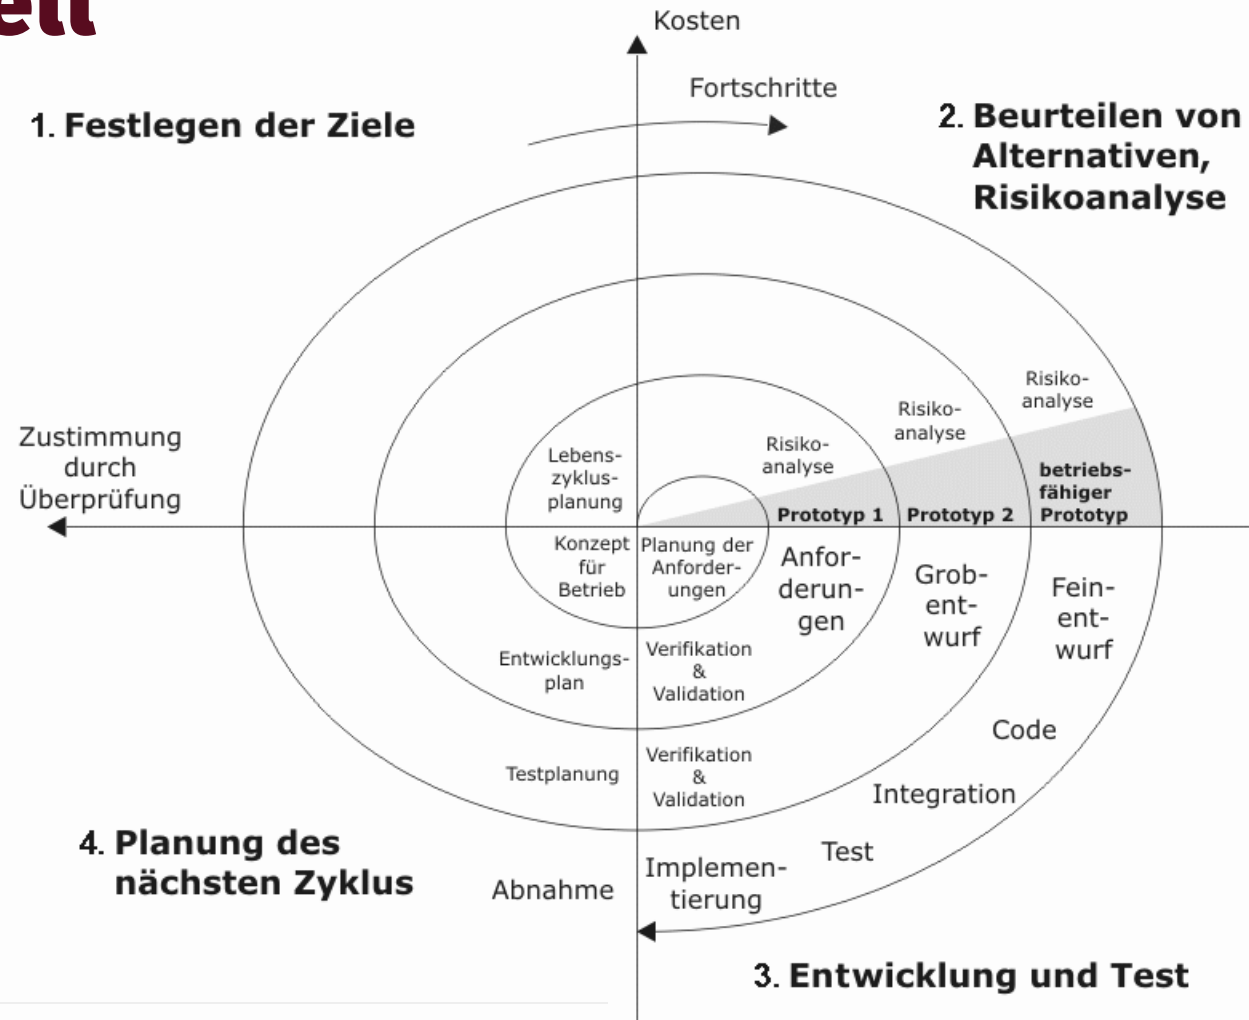 ell
Kosten
Fortschritte
1. Festlegen der Ziele
2. Beurteilen von
Alternativen,
Risikoanalyse
Zustimmung
durch
Überprüfung
Lebens-
zyklus-
planung
Risiko-
analyse
Risiko-
analyse
Risiko-
analyse
Prototyp 1
Prototyp 2
betriebs-
fähiger
Prototyp
Konzept
für
Betrieb
Planung der
Anforder-
ungen
Anfor-
derun-
gen
Grob-
ent-
wurf
Fein-
ent-
wurf
Entwicklungs-
plan
Verifikation
&
Validation
Code
Testplanung
Verifikation
&
Validation
Integration
Test
4. Planung des
nächsten Zyklus
Abnahme
Implemen-
tierung
3. Entwicklung und Test